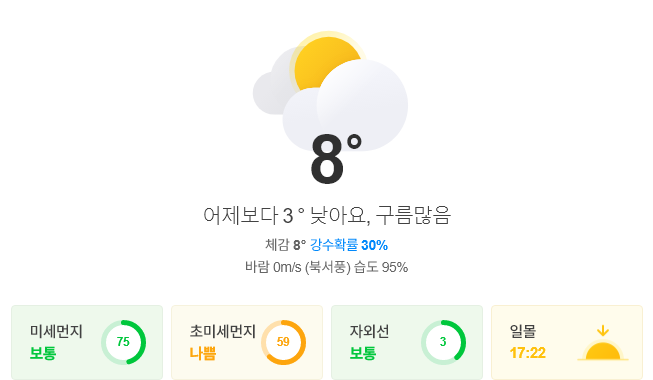 8°
어제보다 3° 낮아요, 구름많음
체감 8° 강수확률 30%
바람 0m/s (북서풍) 습도 95%
미세먼지
보통
75
초미세먼지
나쁨
59
자외선
보통
3
일몰
17:22